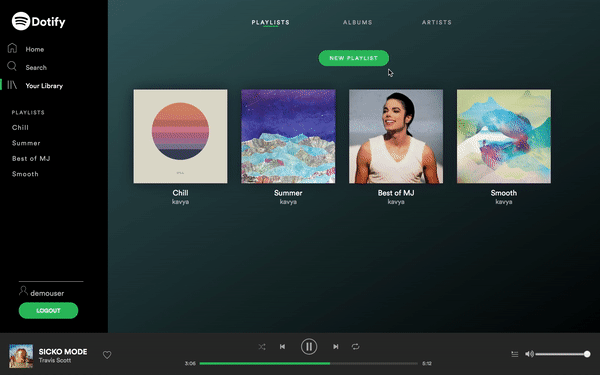 Dotify
Home
Search
Your Library
PLAYLISTS
Chill
Summer
Best of MJ
Smooth
demouser
LOGOUT
PLAYLISTS ALBUMS ARTISTS
NEW PLAYLIST
Chill
kavya
Summer
kavya
Best of MJ
kavya
Smooth
kavya
SICKO MODE
Travis Scott
3:06
5:12